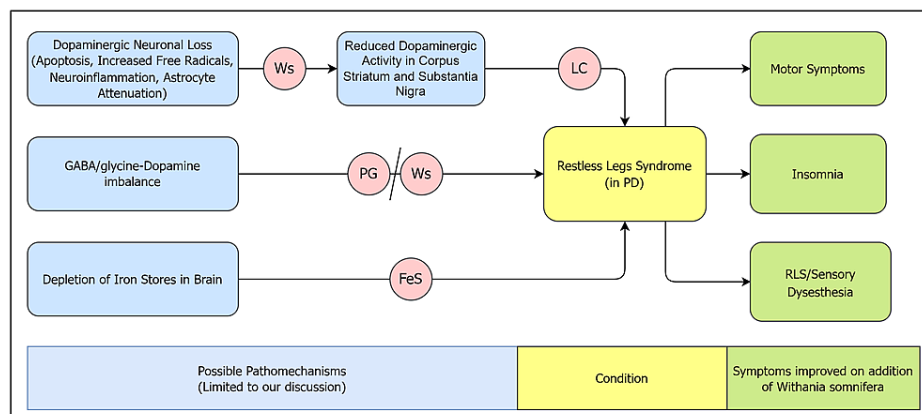 Dopaminergic Neuronal Loss
(Apoptosis, Increased Free Radicals,
Neuroinflammation, Astrocyte
Attenuation)
Ws
Reduced Dopaminergic
Activity in Corpus
Striatum and Substantia
Nigra
LC
Motor Symptoms
GABA/glycine-Dopamine
imbalance
PG
Ws
Restless Legs Syndrome
(in PD)
Insomnia
Depletion of Iron Stores in Brain
FeS
RLS/Sensory
Dysesthesia
Possible Pathomechanisms
(Limited to our discussion)
Condition
Symptoms improved on addition
of Withania somnifera